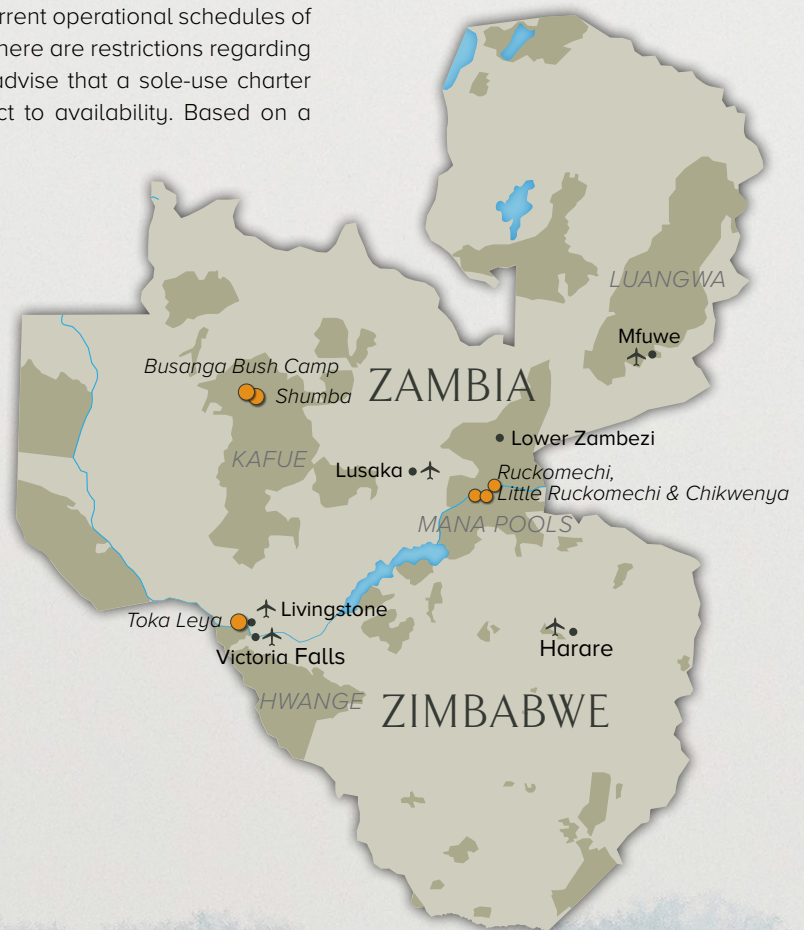 rrent operational schedules of
here are restrictions regarding
advise that a sole-use charter
ct to availability. Based on a
LUANGWA
Mfuwe
Busanga Bush Camp
Shumba
ZAMBIA
Lower Zambezi
KAFUE
Lusaka
Ruckomechi,
Little Ruckomechi & Chikwenya
MANA POOLS
Livingstone
Toka Leya
Victoria Falls
Harare
HWANGE
ZIMBABWE